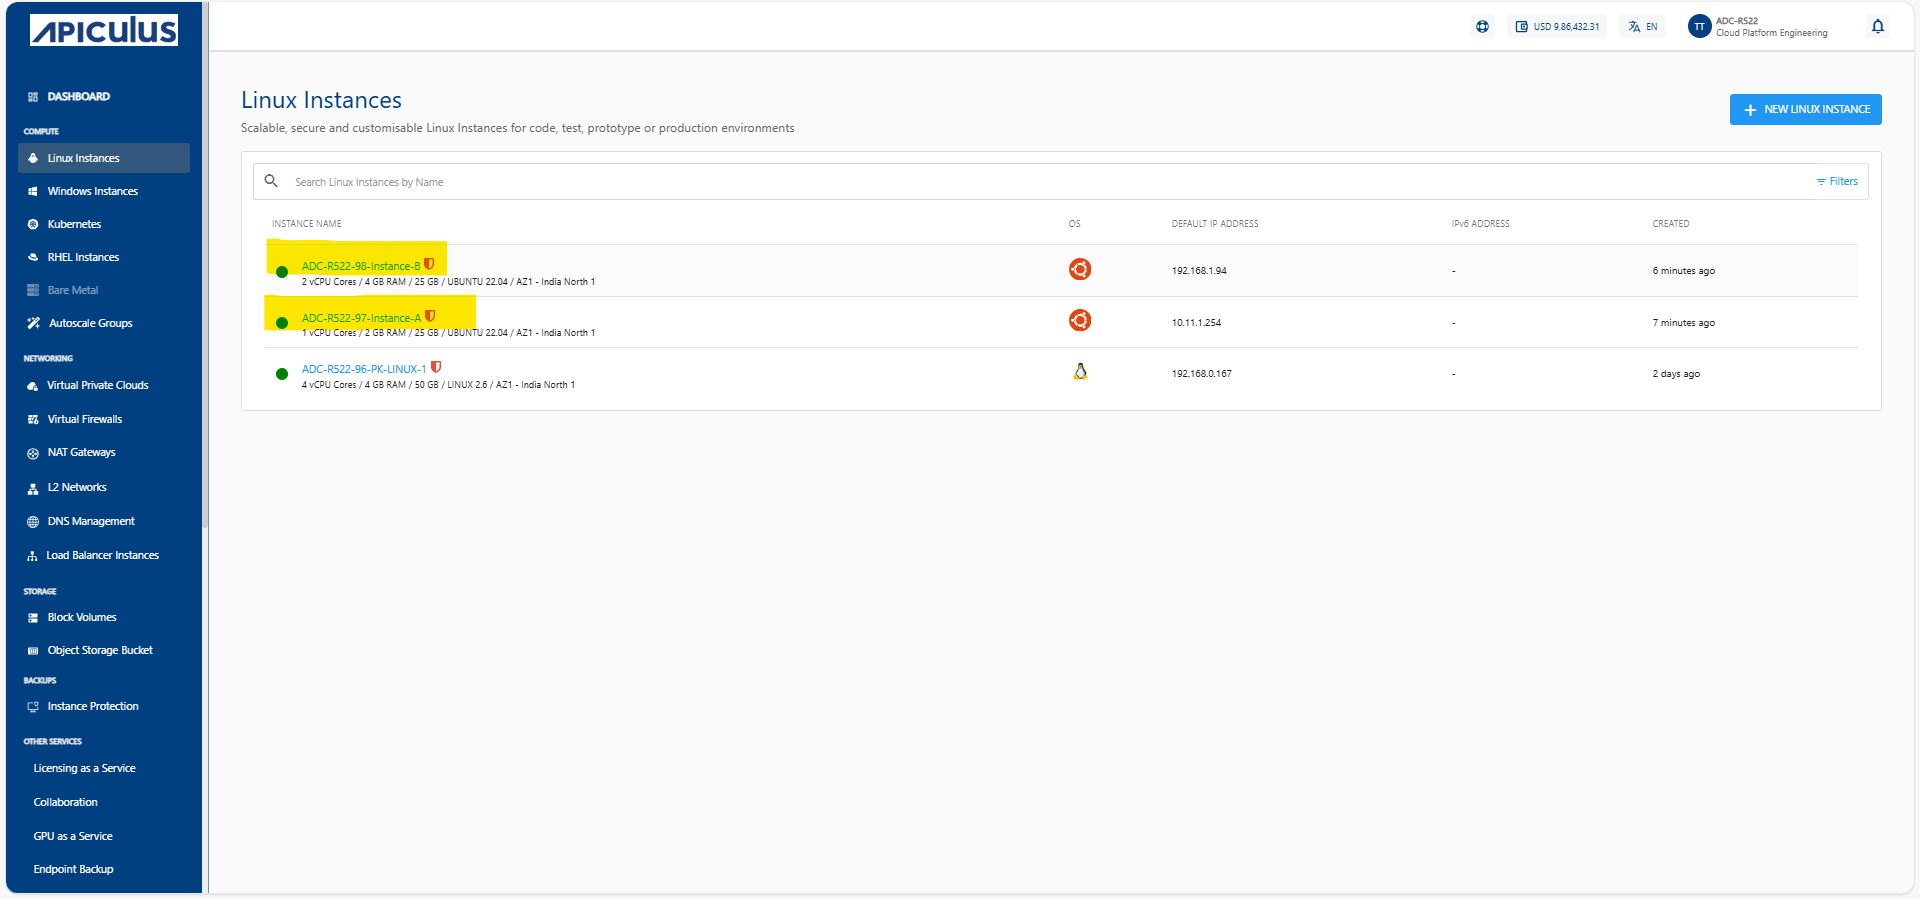 APICULUS
USD 9,86,432.31
EN
TT
ADC-R522
Cloud Platform Engineering
DASHBOARD
COMPUTE
Linux Instances
Windows Instances
Kubernetes
RHEL Instances
Bare Metal
Autoscale Groups
NETWORKING
Virtual Private Clouds
Virtual Firewalls
NAT Gateways
L2 Networks
DNS Management
Load Balancer Instances
STORAGE
Block Volumes
Object Storage Bucket
BACKUPS
Instance Protection
OTHER SERVICES
Licensing as a Service
Collaboration
GPU as a Service
Endpoint Backup
Linux Instances
Scalable, secure and customisable Linux Instances for code, test, prototype or production environments
NEW LINUX INSTANCE
Search Linux Instances by Name
Filters
INSTANCE NAME OS DEFAULT IP ADDRESS IPv6 ADDRESS CREATED
ADC-R522-98-Instance-B
2 vCPU Cores / 4 GB RAM / 25 GB / UBUNTU 22.04 / AZ1 - India North 1
192.168.1.94 - 6 minutes ago
ADC-R522-97-Instance-A
1 vCPU Cores / 2 GB RAM / 25 GB / UBUNTU 22.04 / AZ1 - India North 1
10.11.1.254 - 7 minutes ago
ADC-R522-96-PK-LINUX-1
4 vCPU Cores / 4 GB RAM / 50 GB / LINUX 2.6 / AZ1 - India North 1
192.168.0.167 - 2 days ago